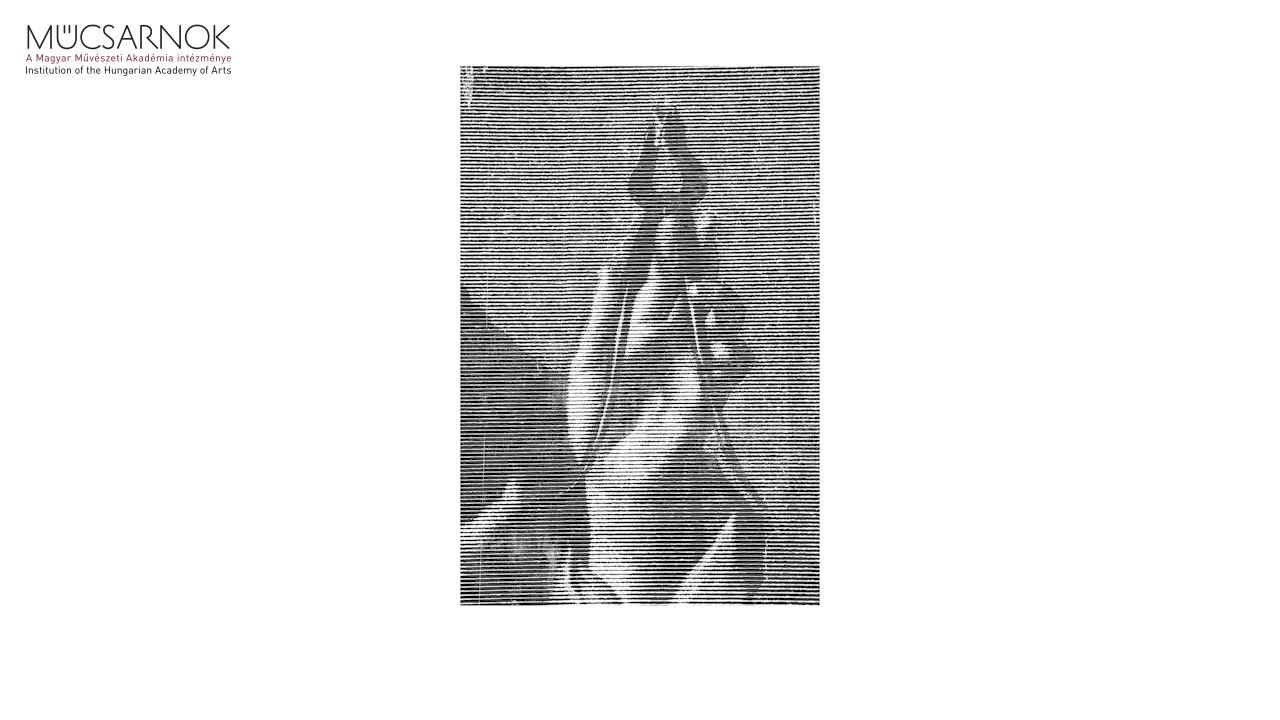 MŰCSARNOK
A Magyar Művészeti Akadémia intézménye
Institution of the Hungarian Academy of Arts